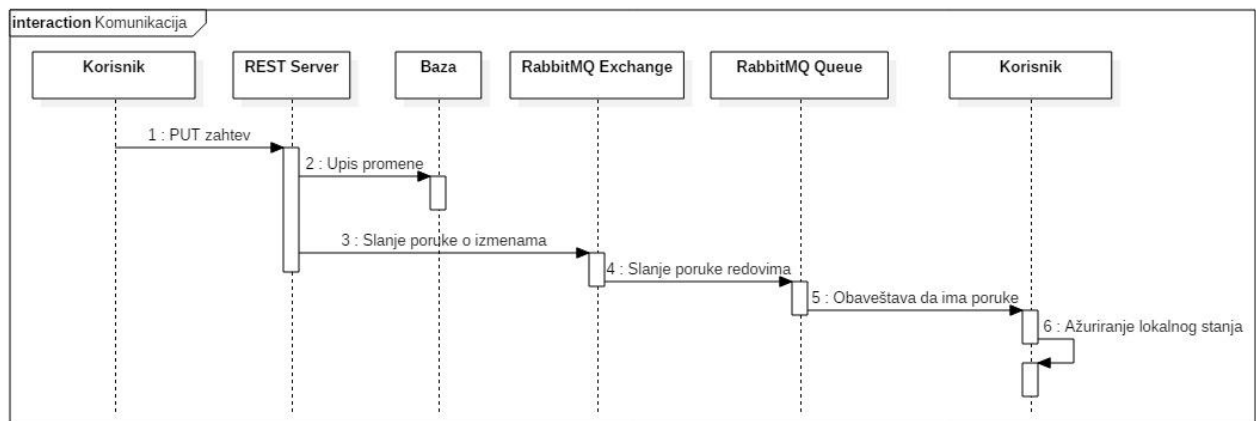 interaction Komunikacija
Korisnik
REST Server
Baza
RabbitMQ Exchange
RabbitMQ Queue
Korisnik
1 : PUT zahtev
2 : Upis promene
3 : Slanje poruke o izmenama
4 : Slanje poruke redovima
5 : Obaveštava da ima poruke
6 : Ažuriranje lokalnog stanja